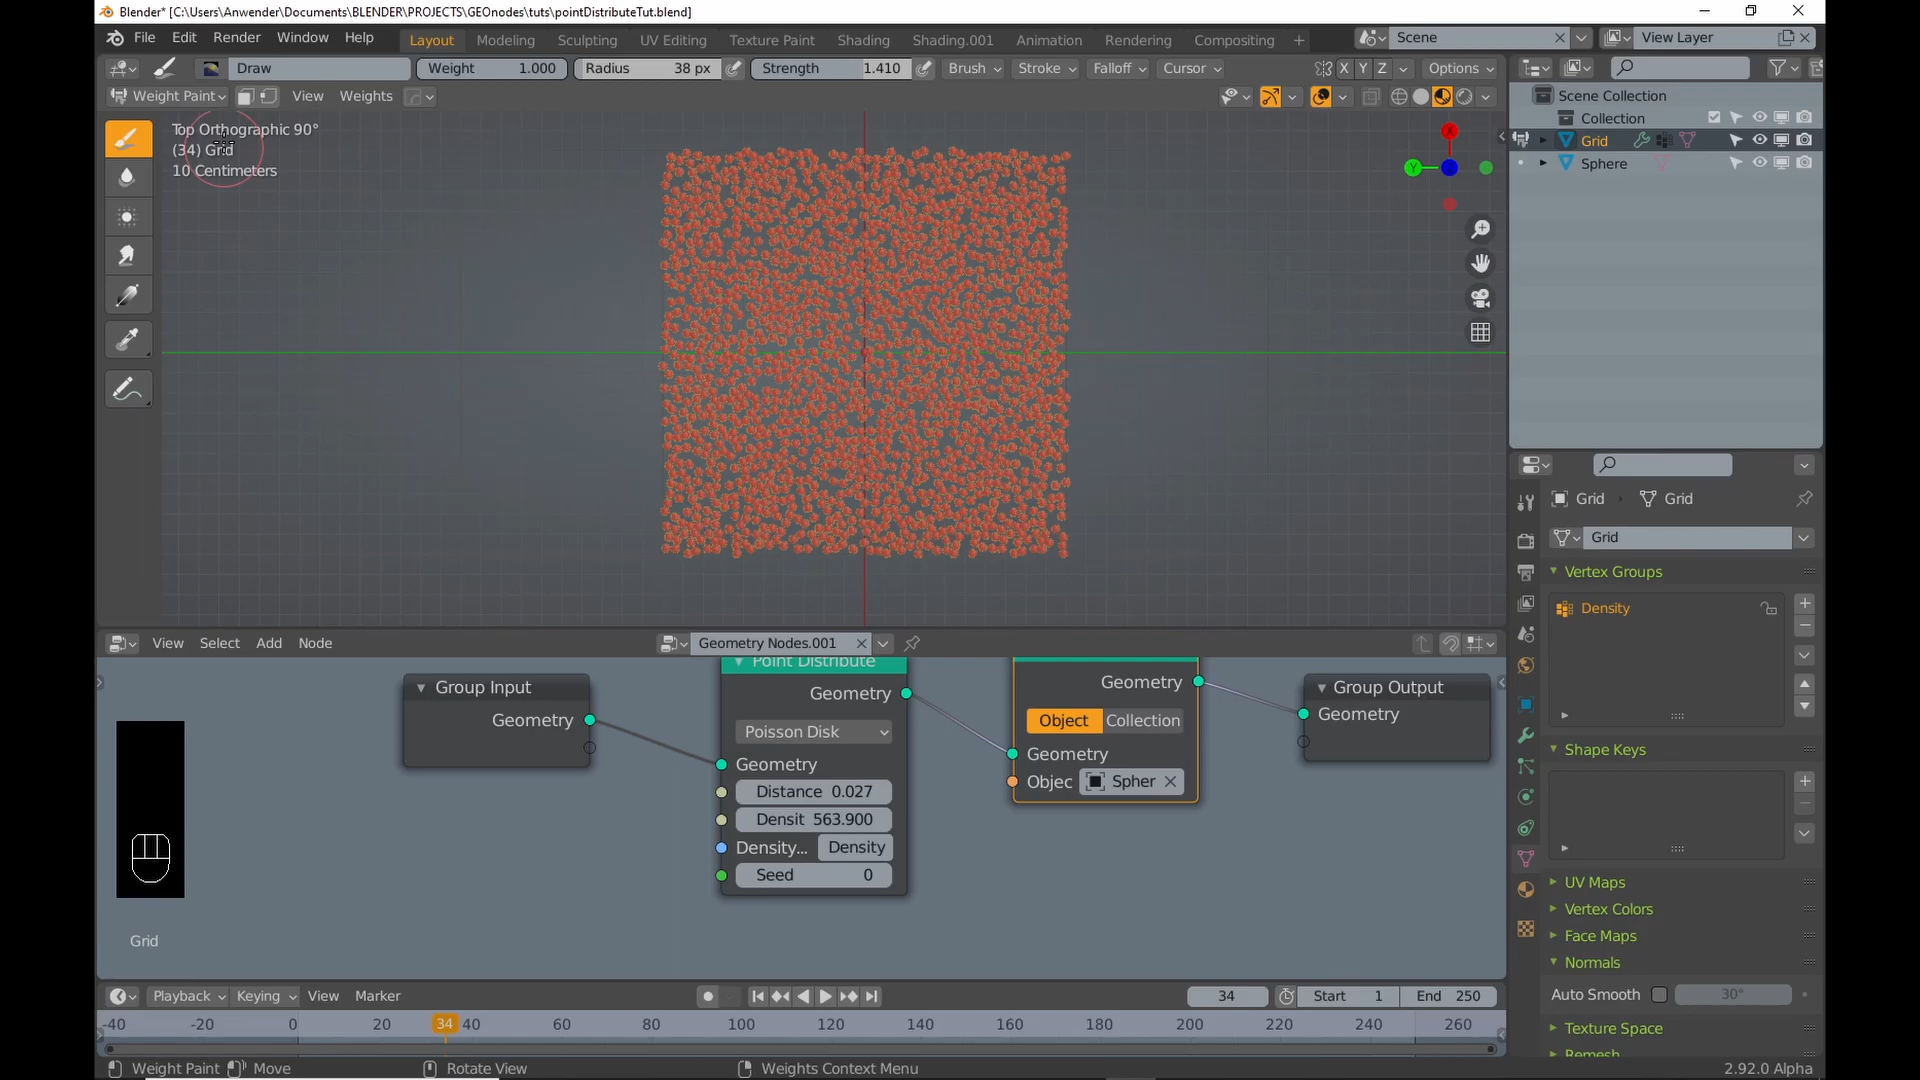 Blender* [C:\Users\Anwender\Documents\BLENDER\PROJECTS\GEOnodes\tuts\pointDistributeTut.blend]
File Edit Render Window Help Layout Modeling Sculpting UV Editing Texture Paint Shading Shading.001 Animation Rendering Compositing + Scene View Layer
Draw Weight 1.000 Radius 38 px Strength 1.410 Brush Stroke Falloff Cursor X Y Z Options
Weight Paint View Weights
Scene Collection
Collection
Grid
Sphere
Top Orthographic 90°
(34) Grid
10 Centimeters
X
Y
Grid Grid
Grid
Vertex Groups
Density
Shape Keys
UV Maps
Vertex Colors
Face Maps
Normals
Auto Smooth 30°
Texture Space
Remesh
View Select Add Node Geometry Nodes.001
Group Input
Geometry
Point Distribute
Geometry
Poisson Disk
Geometry
Distance 0.027
Densit 563.900
Density... Density
Seed 0
Geometry
Object Collection
Geometry
Objec Spher
Group Output
Geometry
Grid
Playback Keying View Marker 34 Start 1 End 250
-40 -20 0 20 34 40 60 80 100 120 140 160 180 200 220 240 260
Weight Paint Move Rotate View Weights Context Menu 2.92.0 Alpha